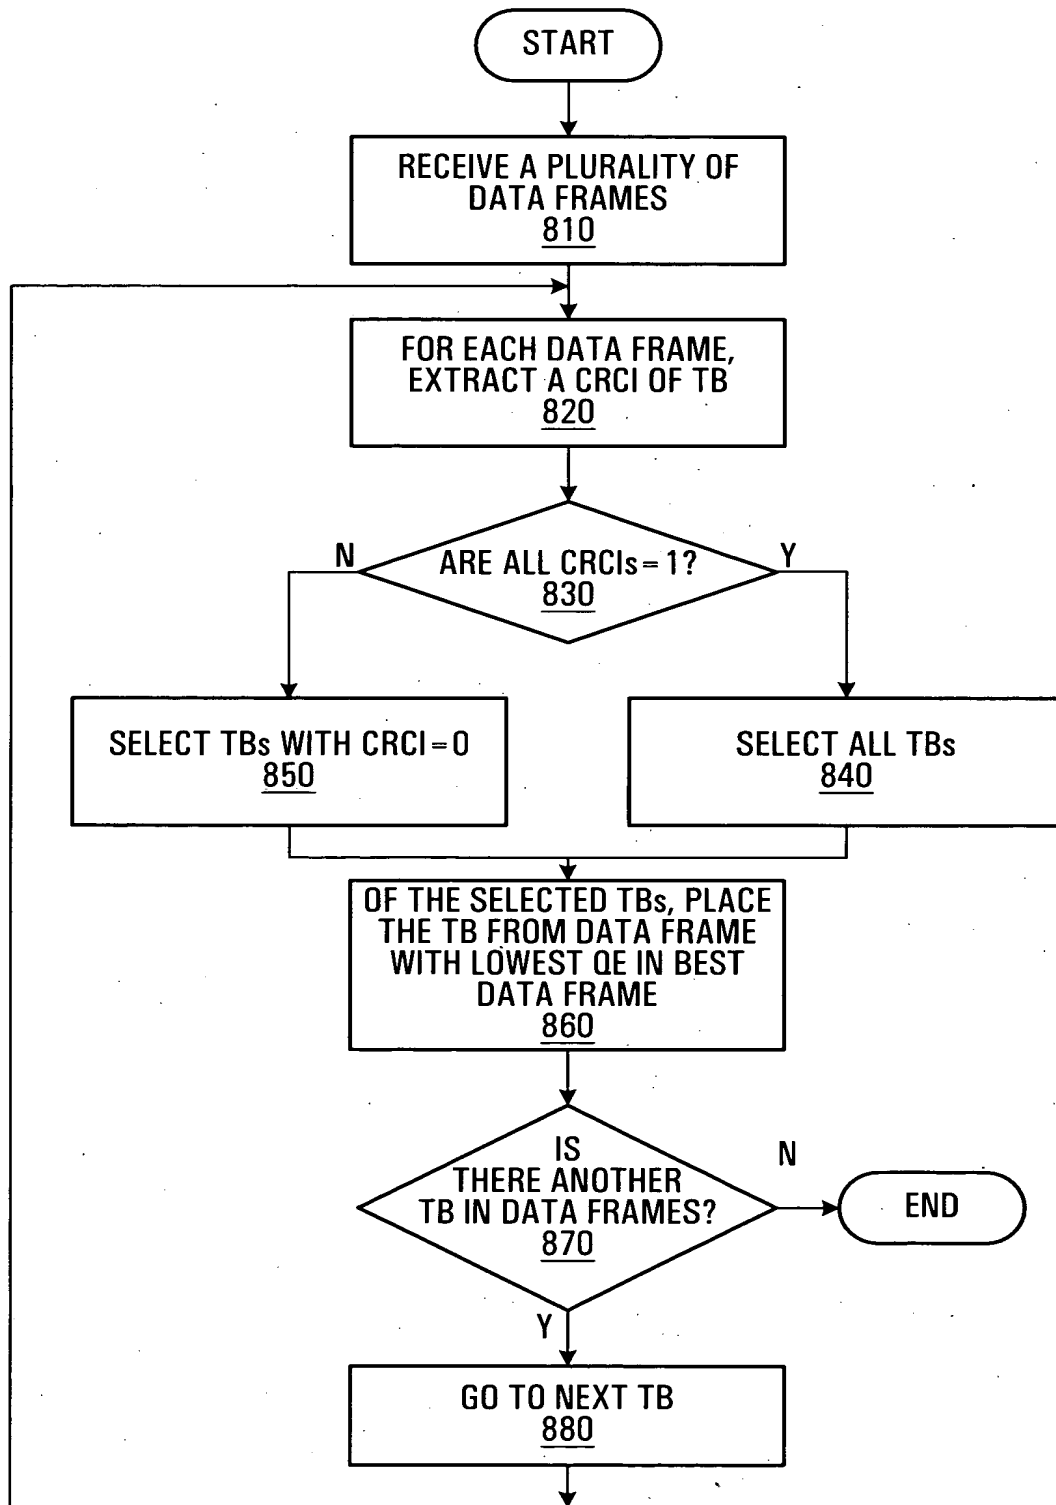 START
RECEIVE A PLURALITY OF
DATA FRAMES
810
FOR EACH DATA FRAME,
EXTRACT A CRCI OF TB
820
N
ARE ALL CRCIs = 1?
Y
830
SELECT TBs WITH CRCI = 0
850
SELECT ALL TBs
840
OF THE SELECTED TBs, PLACE
THE TB FROM DATA FRAME
WITH LOWEST QE IN BEST
DATA FRAME
860
IS
THERE ANOTHER
TB IN DATA FRAMES?
870
N
END
Y
GO TO NEXT TB
880